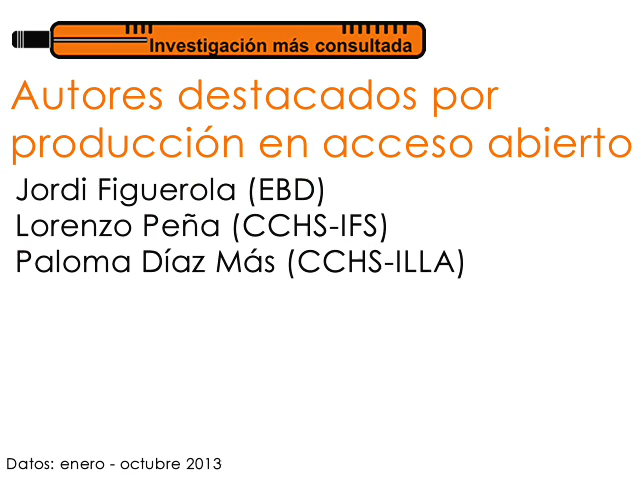 Investigación más consultada
Autores destacados por
producción en acceso abierto
Jordi Figuerola (EBD)
Lorenzo Peña (CCHS-IFS)
Paloma Díaz Más (CCHS-ILLA)
Datos: enero - octubre 2013